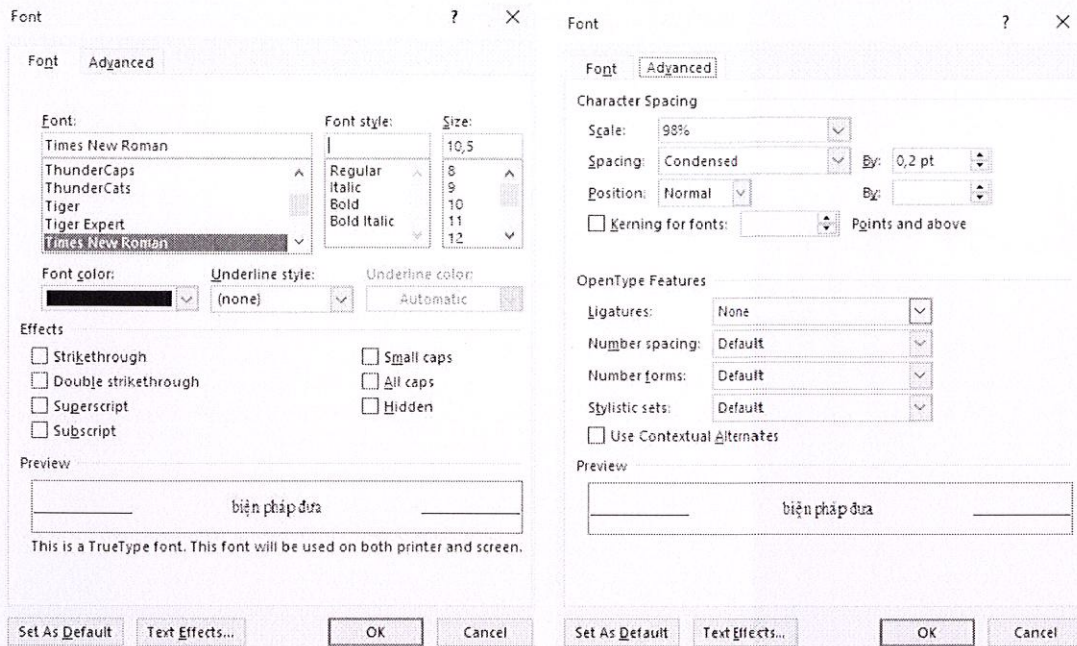 Font ? ×
Font Advanced
Font: Font style: Size:
Times New Roman 10,5
ThunderCaps Regular 8
ThunderCats Italic 9
Tiger Bold 10
Tiger Expert Bold Italic 11
Times New Roman 12
Font color: Underline style: Underline color:
(none) Automatic
Effects
Strikethrough Small caps
Double strikethrough All caps
Superscript Hidden
Subscript
Preview
biện pháp đưa
This is a TrueType font. This font will be used on both printer and screen.
Set As Default Text Effects... OK Cancel
Font ? ×
Font Advanced
Character Spacing
Scale: 98%
Spacing: Condensed By: 0,2 pt
Position: Normal By:
Kerning for fonts: Points and above
OpenType Features
Ligatures: None
Number spacing: Default
Number forms: Default
Stylistic sets: Default
Use Contextual Alternates
Preview
biện pháp đưa
Set As Default Text Effects... OK Cancel